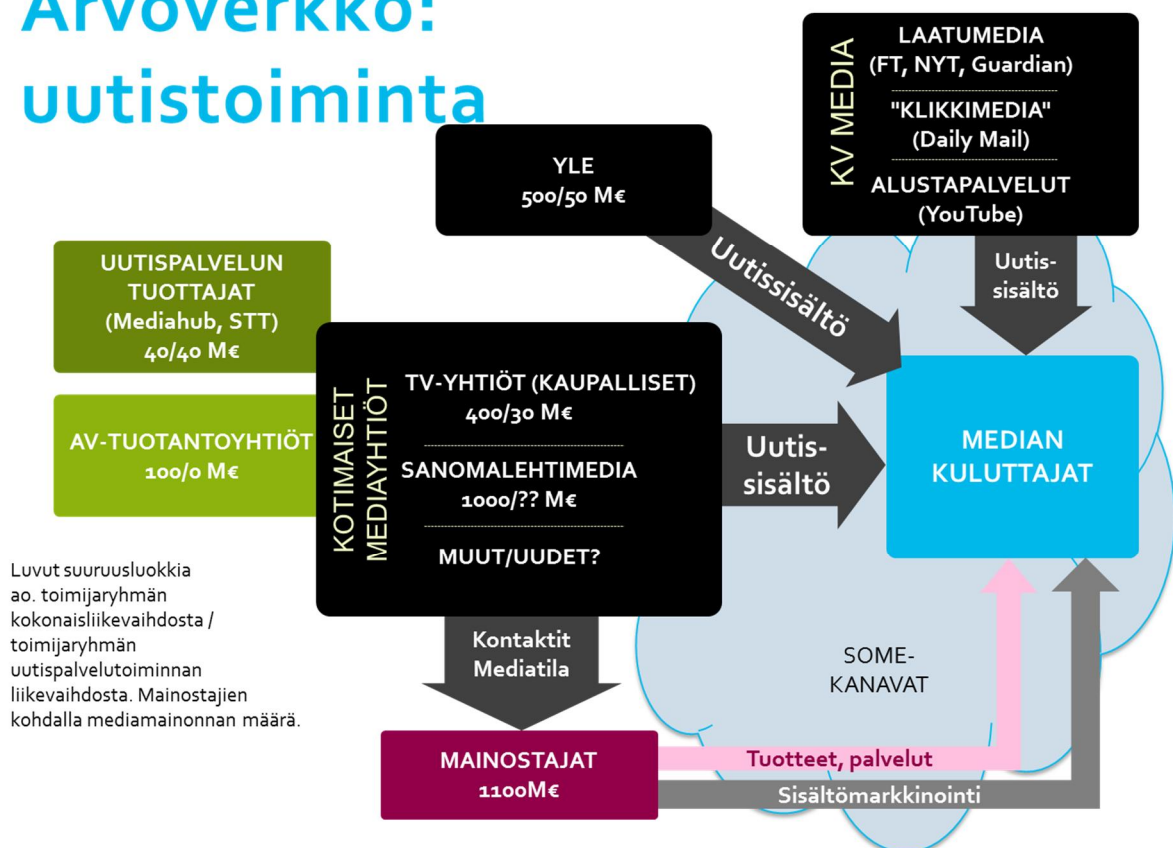 Arvoverkko:
uutistoiminta
KV MEDIA
LAATUMEDIA
(FT, NYT, Guardian)
"KLIKKIMEDIA"
(Daily Mail)
ALUSTAPALVELUT
(YouTube)
YLE
500/50 M€
Uutissisältö
Uutis-
sisältö
UUTISPALVELUN
TUOTTAJAT
(Mediahub, STT)
40/40 M€
AV-TUOTANTOYHTIÖT
100/0 M€
KOTIMAISET
MEDIAYHTIÖT
TV-YHTIÖT (KAUPALLISET)
400/30 M€
SANOMALEHTIMEDIA
1000/?? M€
MUUT/UUDET?
Uutis-
sisältö
MEDIAN
KULUTTAJAT
Luvut suuruusluokkia
ao. toimijaryhmän
kokonaisliikevaihdosta /
toimijaryhmän
uutispalvelutoiminnan
liikevaihdosta. Mainostajien
kohdalla mediamainonnan määrä.
Kontaktit
Mediatila
SOME-
KANAVAT
MAINOSTAJAT
1100M€
Tuotteet, palvelut
Sisältömarkkinointi